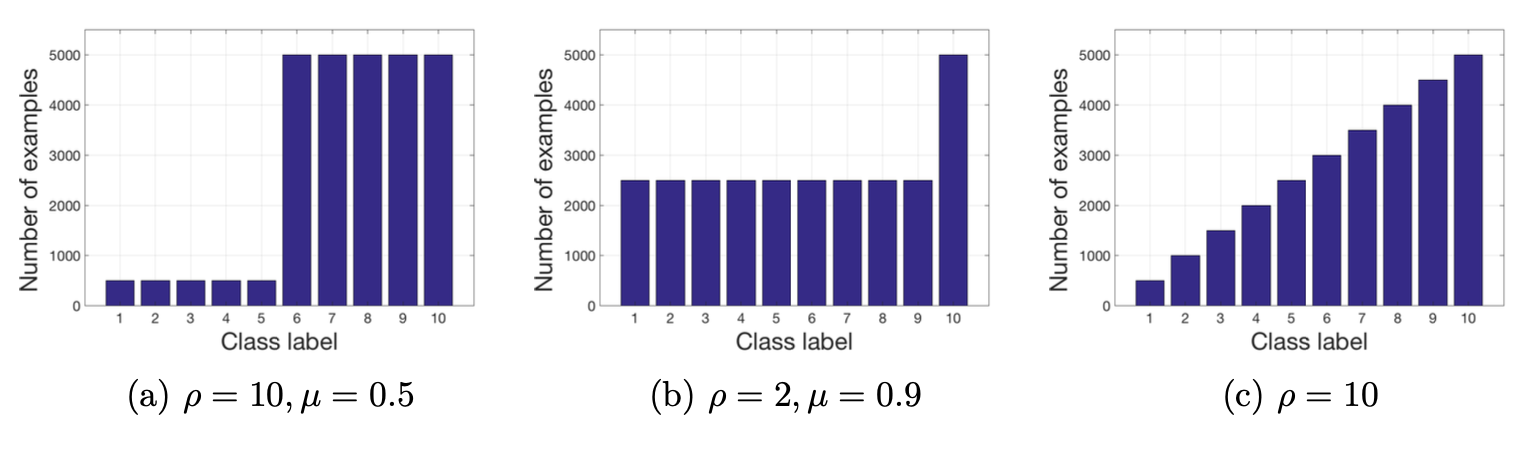 Number of examples
5000
4000
3000
2000
1000
0
1 2 3 4 5 6 7 8 9 10
Class label
(a) ρ = 10, μ = 0.5
Number of examples
5000
4000
3000
2000
1000
0
1 2 3 4 5 6 7 8 9 10
Class label
(b) ρ = 2, μ = 0.9
Number of examples
5000
4000
3000
2000
1000
0
1 2 3 4 5 6 7 8 9 10
Class label
(c) ρ = 10